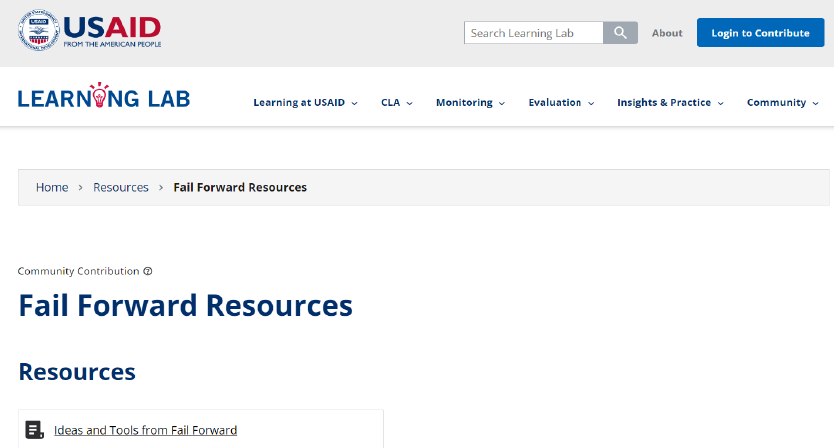 USAID
USAID
FROM THE AMERICAN PEOPLE
Search Learning Lab
About
Login to Contribute
LEARNING LAB
Learning at USAID
CLA
Monitoring
Evaluation
Insights & Practice
Community
Home > Resources > Fail Forward Resources
Community Contribution
Fail Forward Resources
Resources
Ideas and Tools from Fail Forward